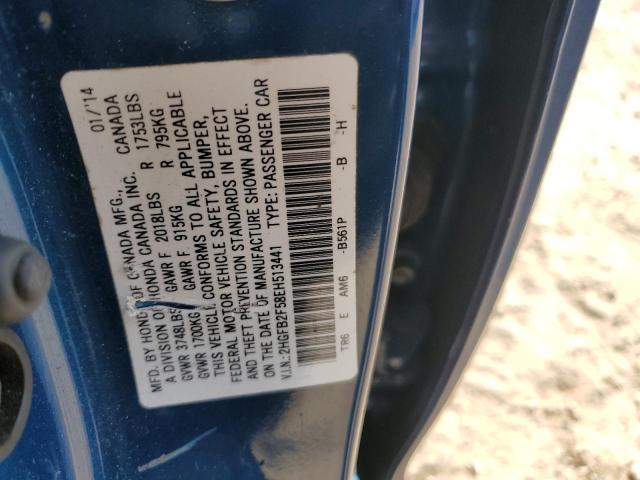 MFD. BY HONDA OF CANADA MFG., 01/'14
A DIVISION OF HONDA CANADA INC. CANADA
GVWR 3748LBS GAWR F 2018LBS R 1753LBS
GVWR 1700KG GAWR F 915KG R 795KG
THIS VEHICLE CONFORMS TO ALL APPLICABLE
FEDERAL MOTOR VEHICLE SAFETY, BUMPER,
AND THEFT PREVENTION STANDARDS IN EFFECT
ON THE DATE OF MANUFACTURE SHOWN ABOVE.
V.I.N.:2HGFB2F58EH513441 TYPE: PASSENGER CAR
TR6 E AM6 -B561P -B -H